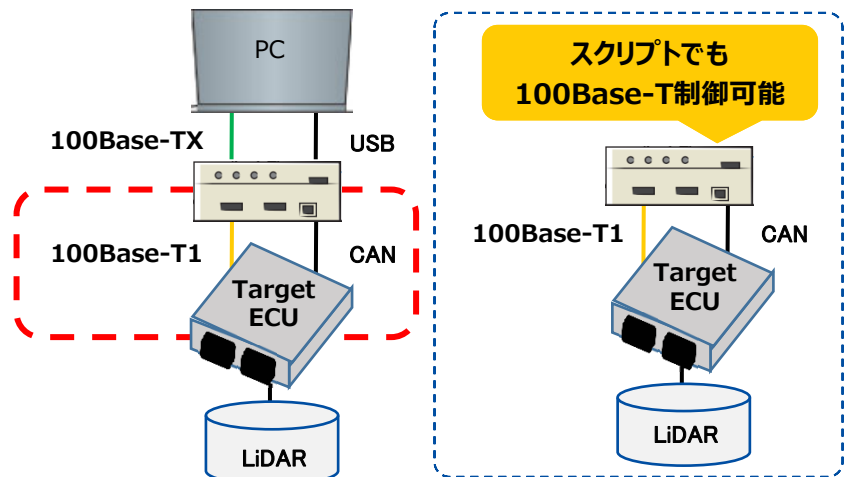 PC
100Base-TX
USB
100Base-T1
CAN
Target
ECU
LiDAR
スクリプトでも
100Base-T制御可能
100Base-T1
CAN
Target
ECU
LiDAR